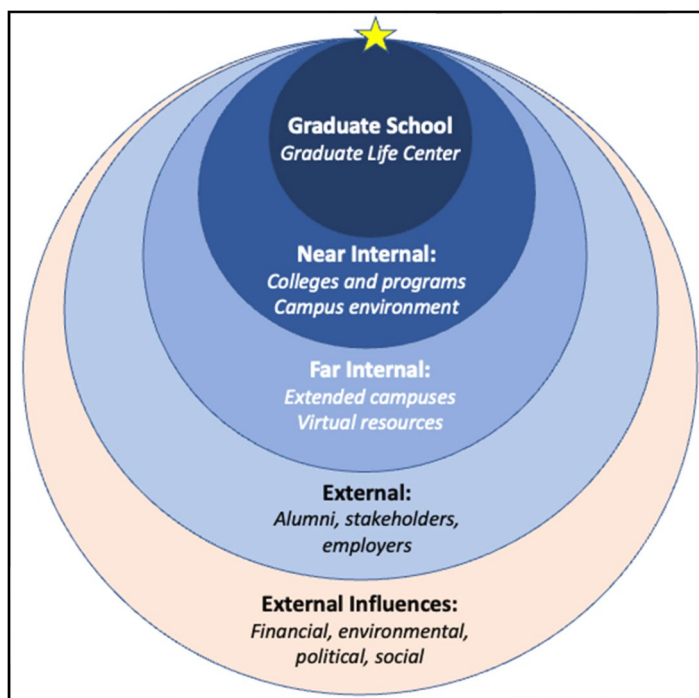 Graduate School
Graduate Life Center
Near Internal:
Colleges and programs
Campus environment
Far Internal:
Extended campuses
Virtual resources
External:
Alumni, stakeholders,
employers
External Influences:
Financial, environmental,
political, social